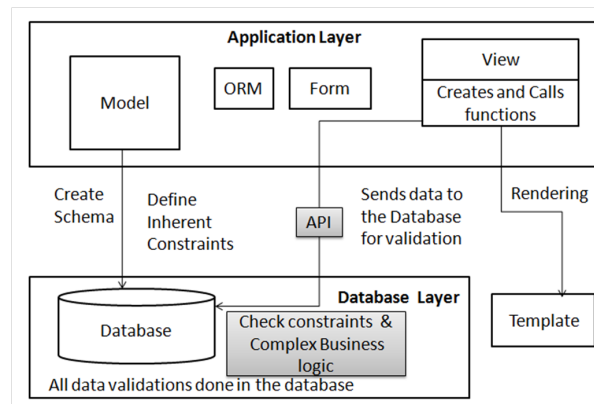 Application Layer
Model
ORM
Form
View
Creates and Calls
functions
Create
Schema
Define
Inherent
Constraints
API
Sends data to
the Database
for validation
Rendering
Database Layer
Database
Check constraints &
Complex Business
logic
All data validations done in the database
Template